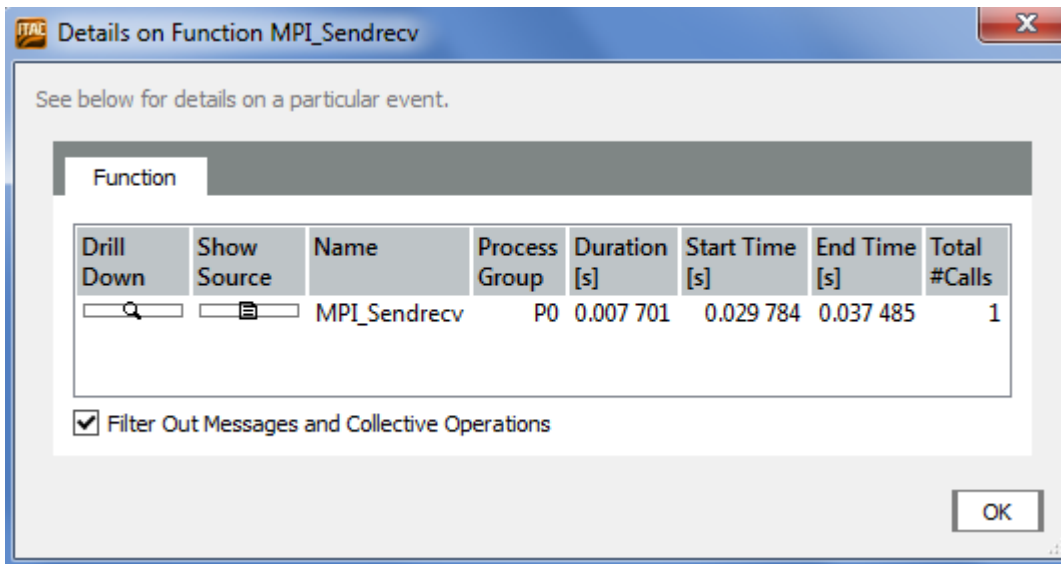 ITAC Details on Function MPI_Sendrecv
See below for details on a particular event.
Function
Drill Show Name Process Duration Start Time End Time Total
Down Source Group [s] [s] [s] #Calls
MPI_Sendrecv P0 0.007 701 0.029 784 0.037 485 1
Filter Out Messages and Collective Operations
OK